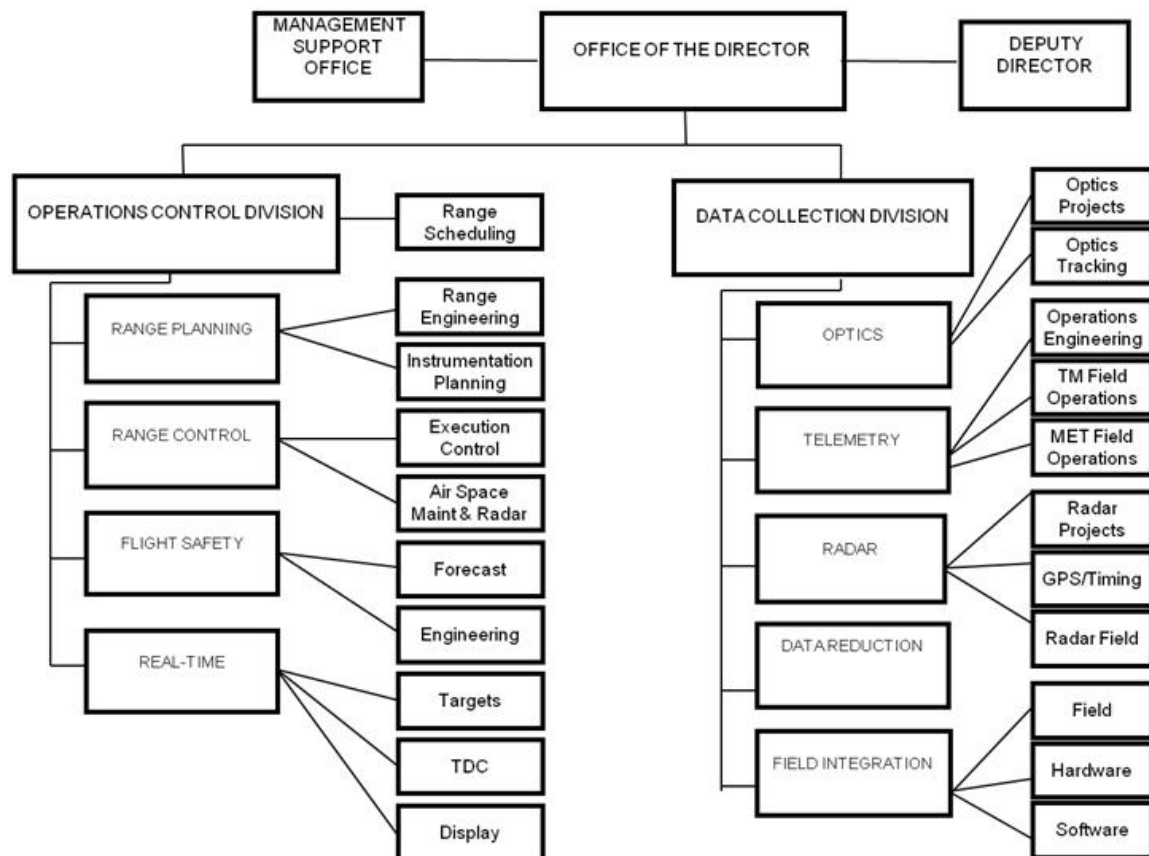 MANAGEMENT
SUPPORT
OFFICE
OFFICE OF THE DIRECTOR
DEPUTY
DIRECTOR
OPERATIONS CONTROL DIVISION
Range
Scheduling
RANGE PLANNING
Range
Engineering
Instrumentation
Planning
RANGE CONTROL
Execution
Control
Air Space
Maint & Radar
FLIGHT SAFETY
Forecast
Engineering
REAL-TIME
Targets
TDC
Display
DATA COLLECTION DIVISION
OPTICS
Optics
Projects
Optics
Tracking
TELEMETRY
Operations
Engineering
TM Field
Operations
MET Field
Operations
RADAR
Radar
Projects
GPS/Timing
Radar Field
DATA REDUCTION
FIELD INTEGRATION
Field
Hardware
Software